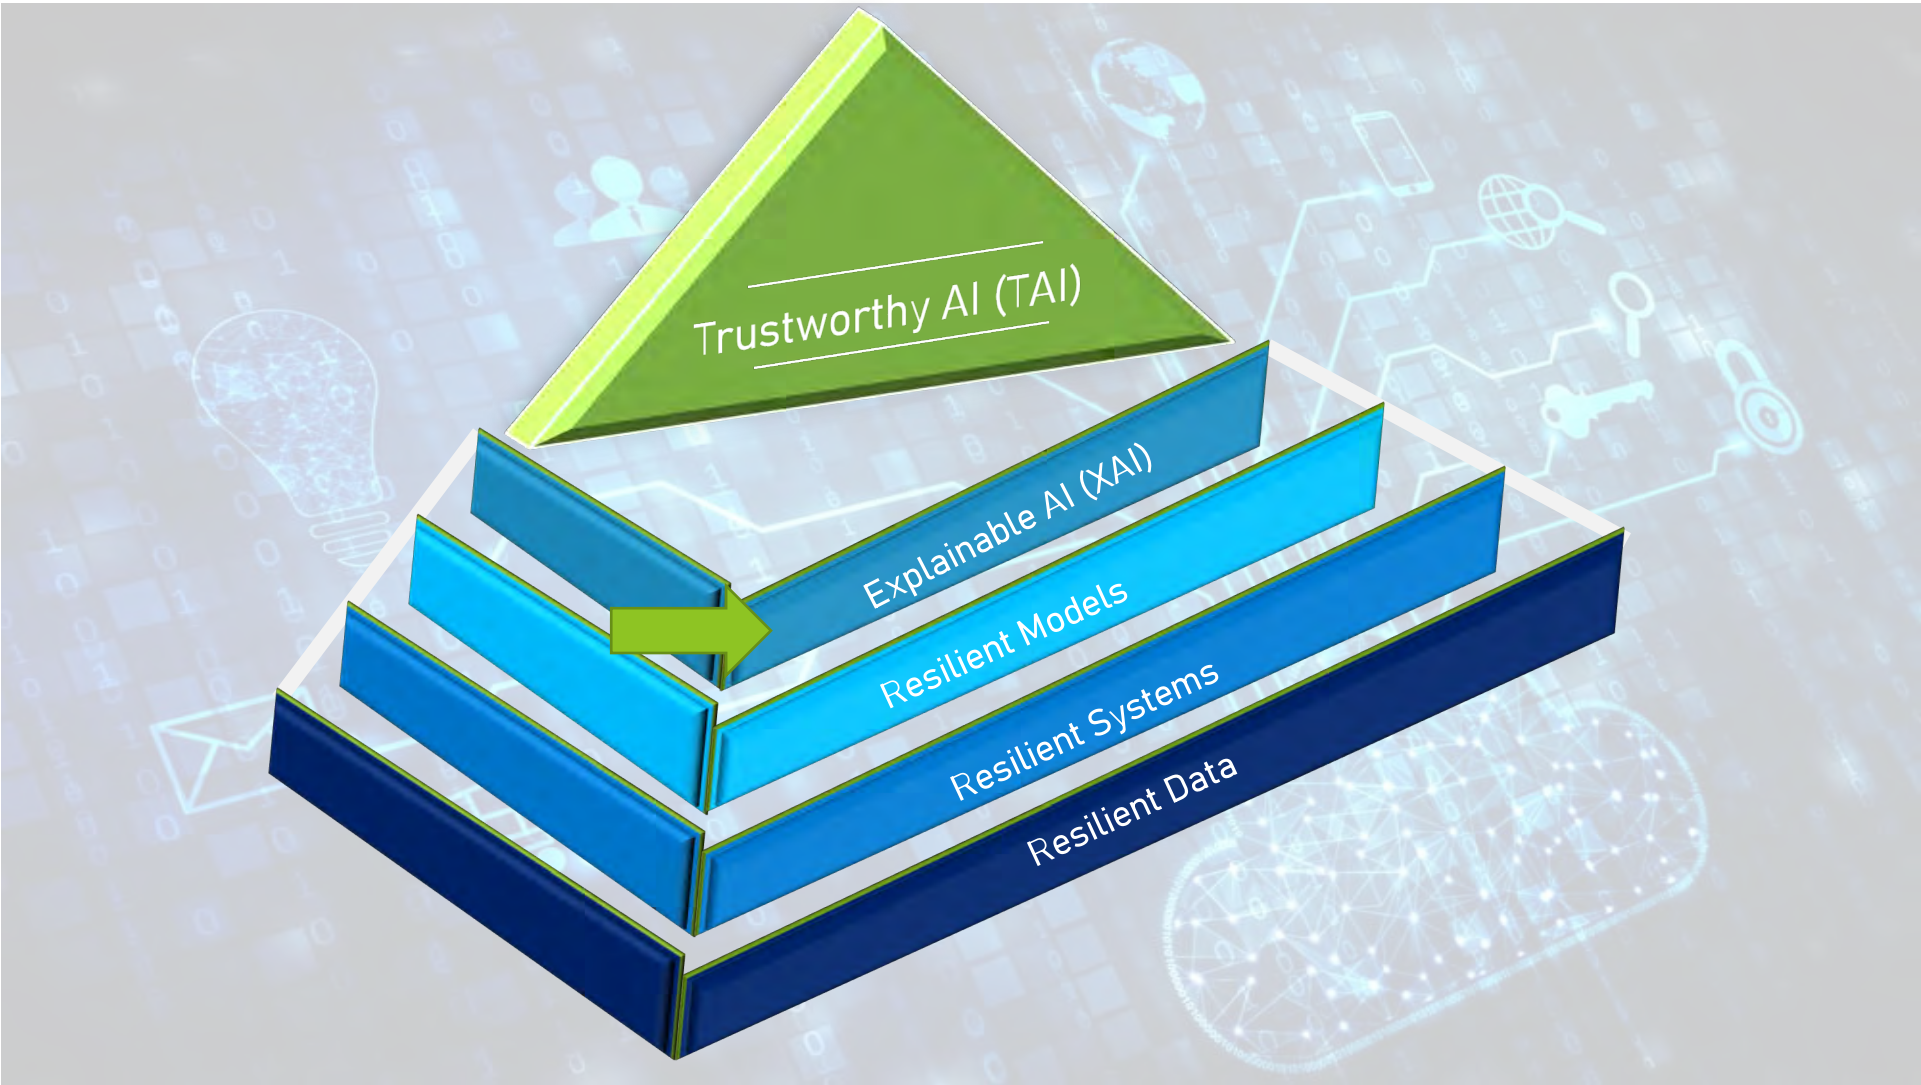 Trustworthy AI (TAI)
Explainable AI (XAI)
Resilient Models
Resilient Systems
Resilient Data